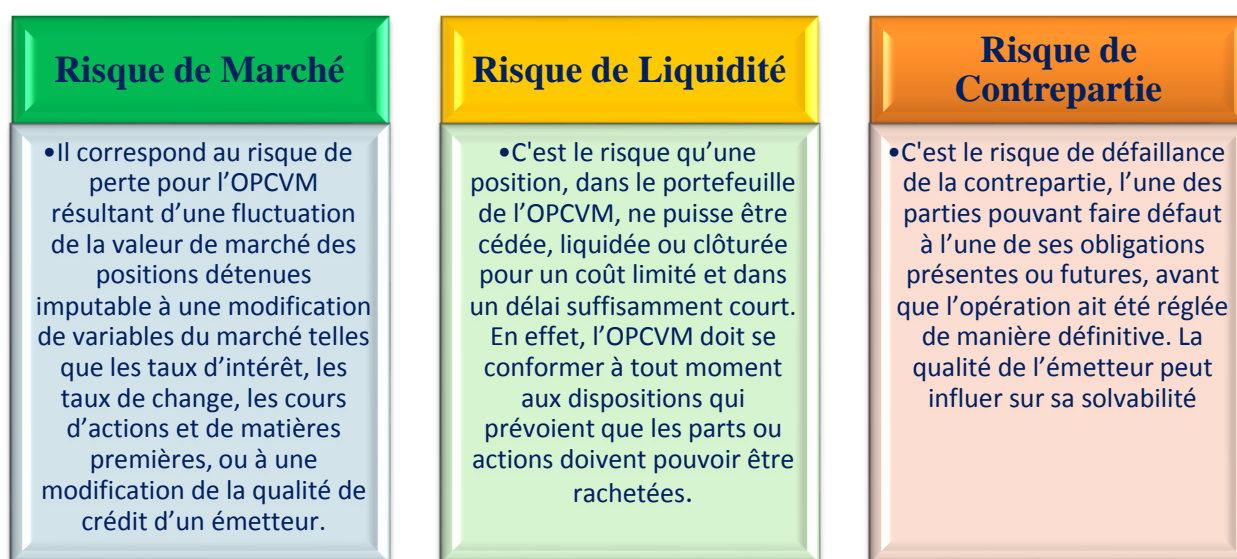 Risque de Marché
•Il correspond au risque de
perte pour l’OPCVM
résultant d’une fluctuation
de la valeur de marché des
positions détenues
imputable à une modification
de variables du marché telles
que les taux d’intérêt, les
taux de change, les cours
d’actions et de matières
premières, ou à une
modification de la qualité de
crédit d’un émetteur.
Risque de Liquidité
•C'est le risque qu’une
position, dans le portefeuille
de l’OPCVM, ne puisse être
cédée, liquidée ou clôturée
pour un coût limité et dans
un délai suffisamment court.
En effet, l’OPCVM doit se
conformer à tout moment
aux dispositions qui
prévoient que les parts ou
actions doivent pouvoir être
rachetées.
Risque de
Contrepartie
•C'est le risque de défaillance
de la contrepartie, l’une des
parties pouvant faire défaut
à l’une de ses obligations
présentes ou futures, avant
que l’opération ait été réglée
de manière définitive. La
qualité de l’émetteur peut
influer sur sa solvabilité